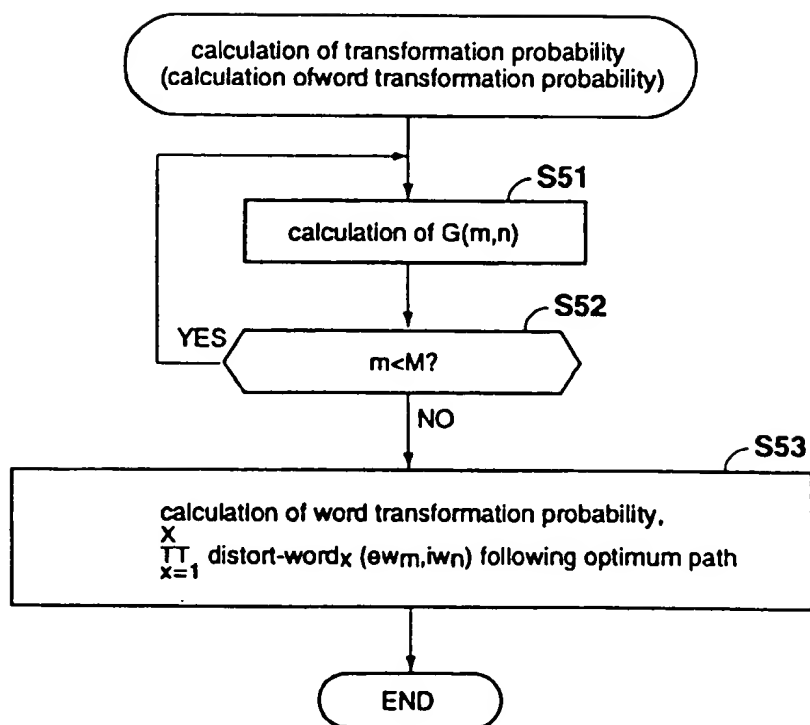 calculation of transformation probability
(calculation ofword transformation probability)
S51
calculation of G(m,n)
S52
YES
m<M?
NO
S53
calculation of word transformation probability,
X
TT distort-wordx (ewm,iwn) following optimum path
x=1
END